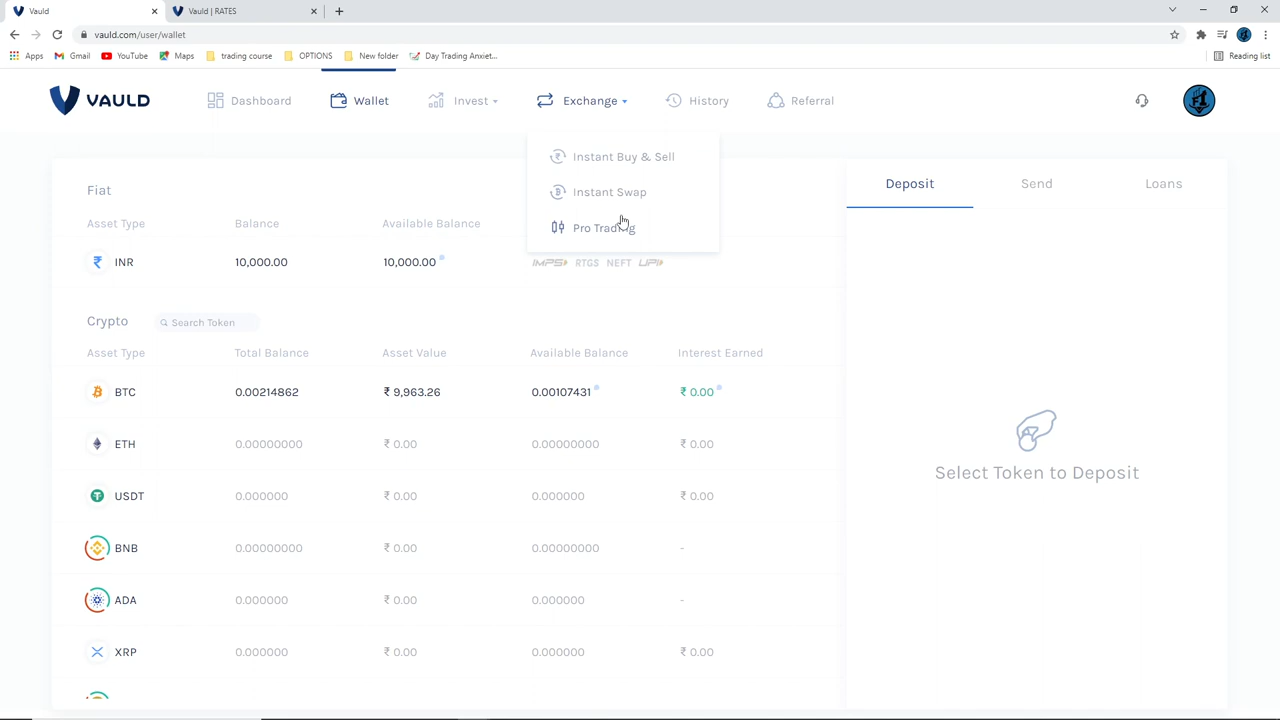 Vauld
Vauld | RATES
vauld.com/user/wallet
Apps Gmail YouTube Maps trading course OPTIONS New folder Day Trading Anxiet... Reading list
VAULD Dashboard Wallet Invest Exchange History Referral
Instant Buy & Sell
Instant Swap
Pro Trading
Fiat
Asset Type Balance Available Balance
₹ INR 10,000.00 10,000.00 IMPS RTGS NEFT UPI
Crypto Search Token
Asset Type Total Balance Asset Value Available Balance Interest Earned
BTC 0.00214862 ₹ 9,963.26 0.00107431 ₹ 0.00
ETH 0.00000000 ₹ 0.00 0.00000000 ₹ 0.00
USDT 0.000000 ₹ 0.00 0.000000 ₹ 0.00
BNB 0.00000000 ₹ 0.00 0.00000000 -
ADA 0.000000 ₹ 0.00 0.000000 -
XRP 0.000000 ₹ 0.00 0.000000 ₹ 0.00
Deposit Send Loans
Select Token to Deposit